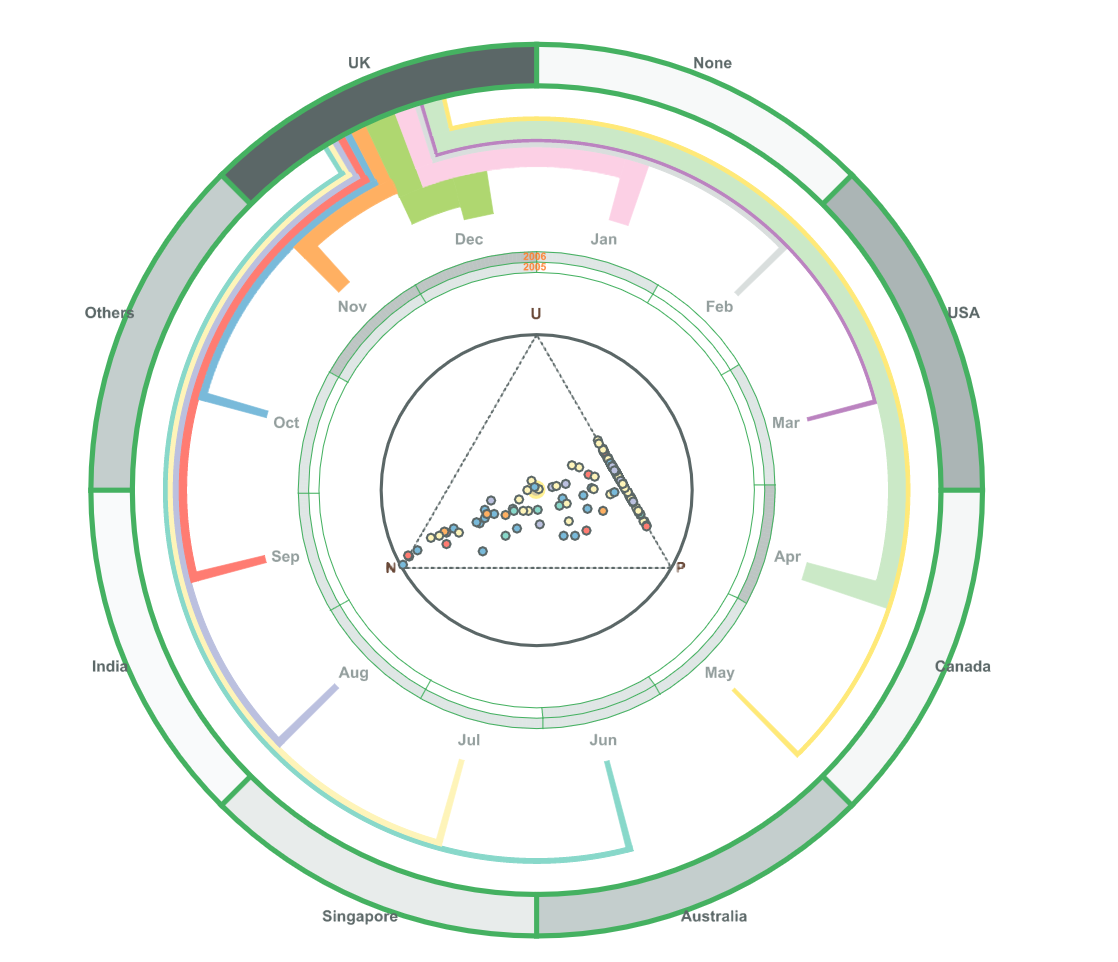 UK
None
Others
USA
Dec
Jan
2006
2005
Nov
Feb
U
Oct
Mar
Sep
Apr
N
P
India
Canada
Aug
May
Jul
Jun
Singapore
Australia